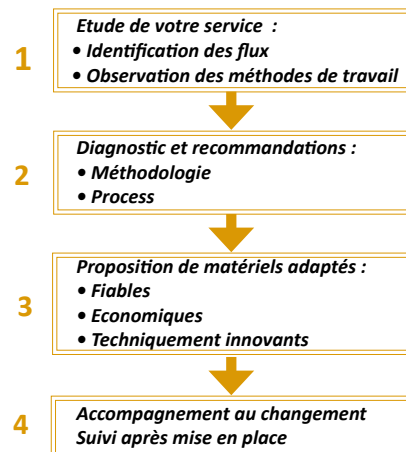 1
Etude de votre service :
• Identification des flux
• Observation des méthodes de travail
2
Diagnostic et recommandations :
• Méthodologie
• Process
3
Proposition de matériels adaptés :
• Fiables
• Economiques
• Techniquement innovants
4
Accompagnement au changement
Suivi après mise en place